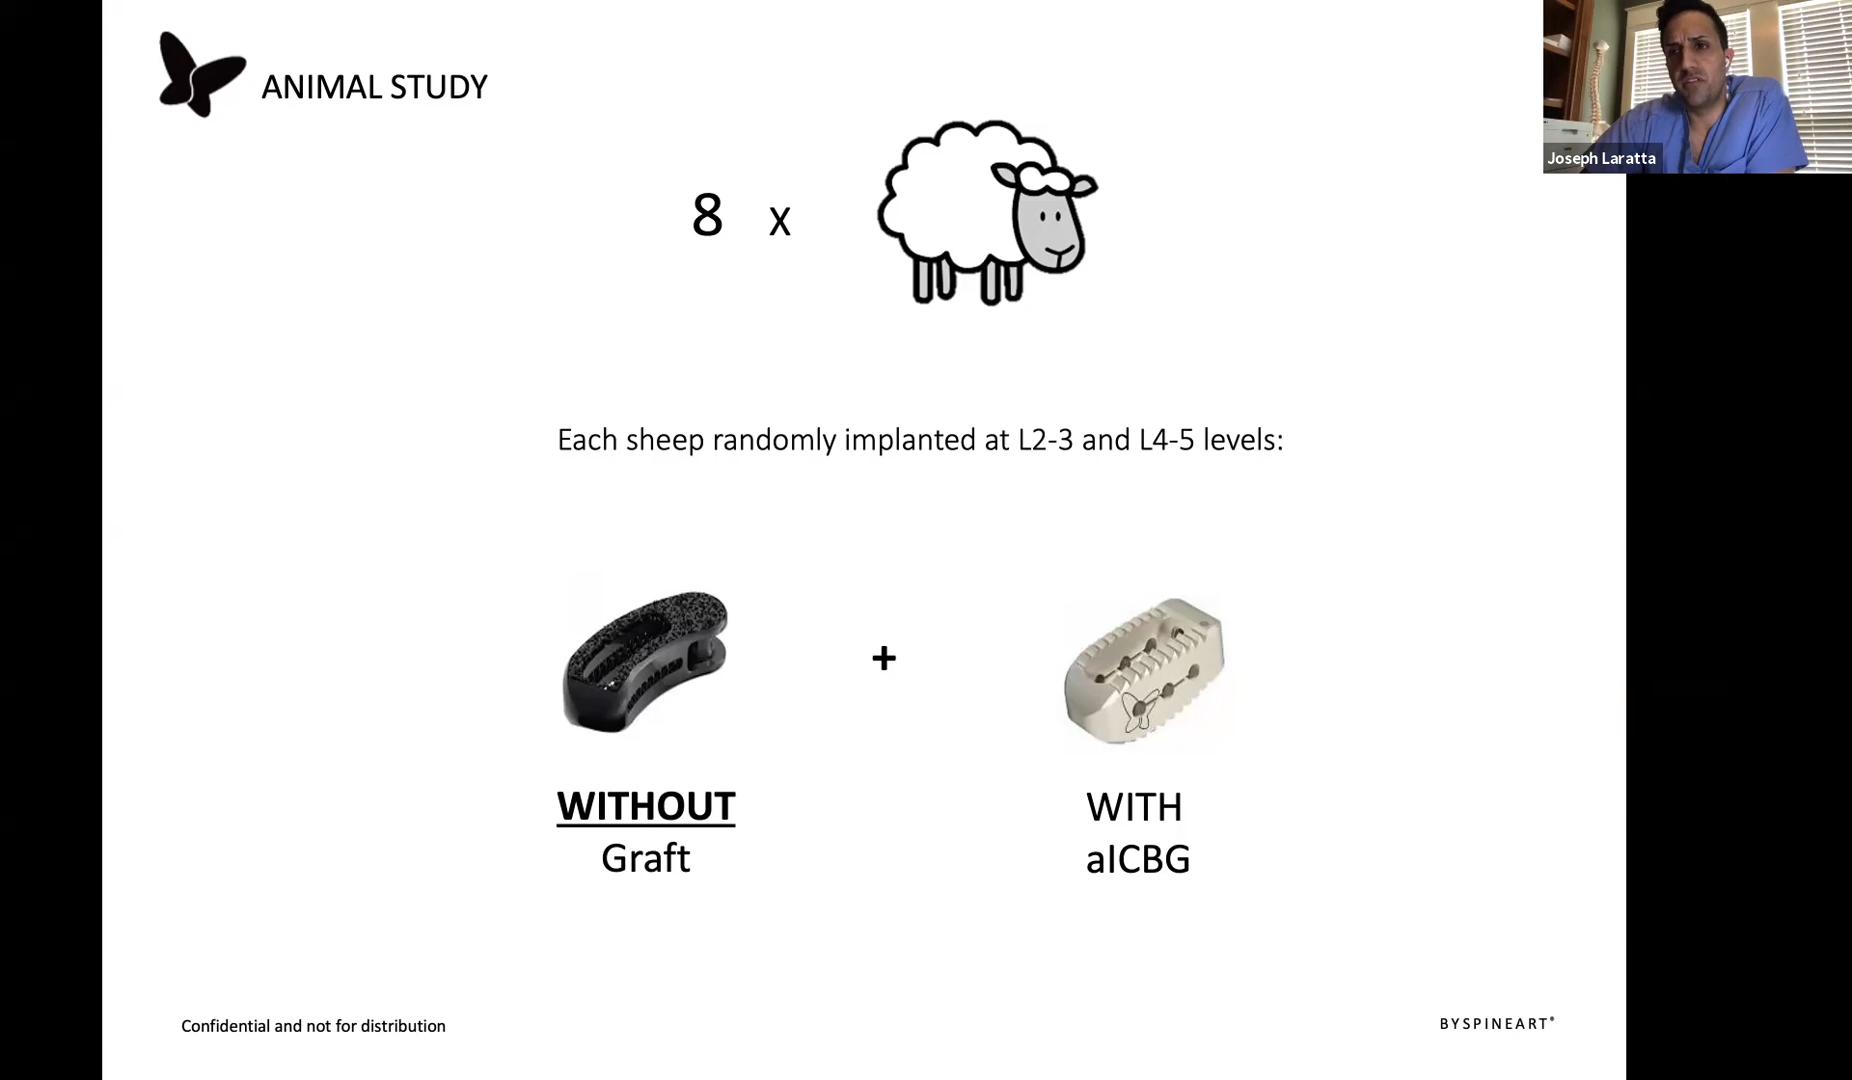 ANIMAL STUDY
Joseph Laratta
8 x
Each sheep randomly implanted at L2-3 and L4-5 levels:
+
WITHOUT
Graft
WITH
aICBG
Confidential and not for distribution
BYSPINEART®